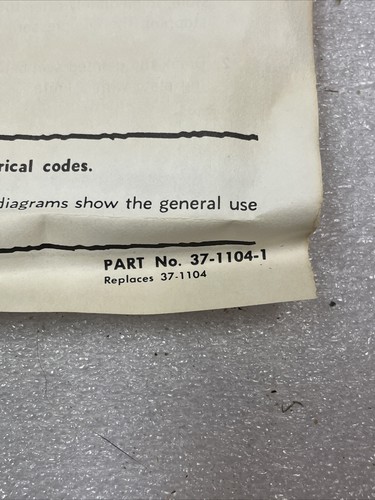 rical codes.
diagrams show the general use
PART No. 37-1104-1
Replaces 37-1104